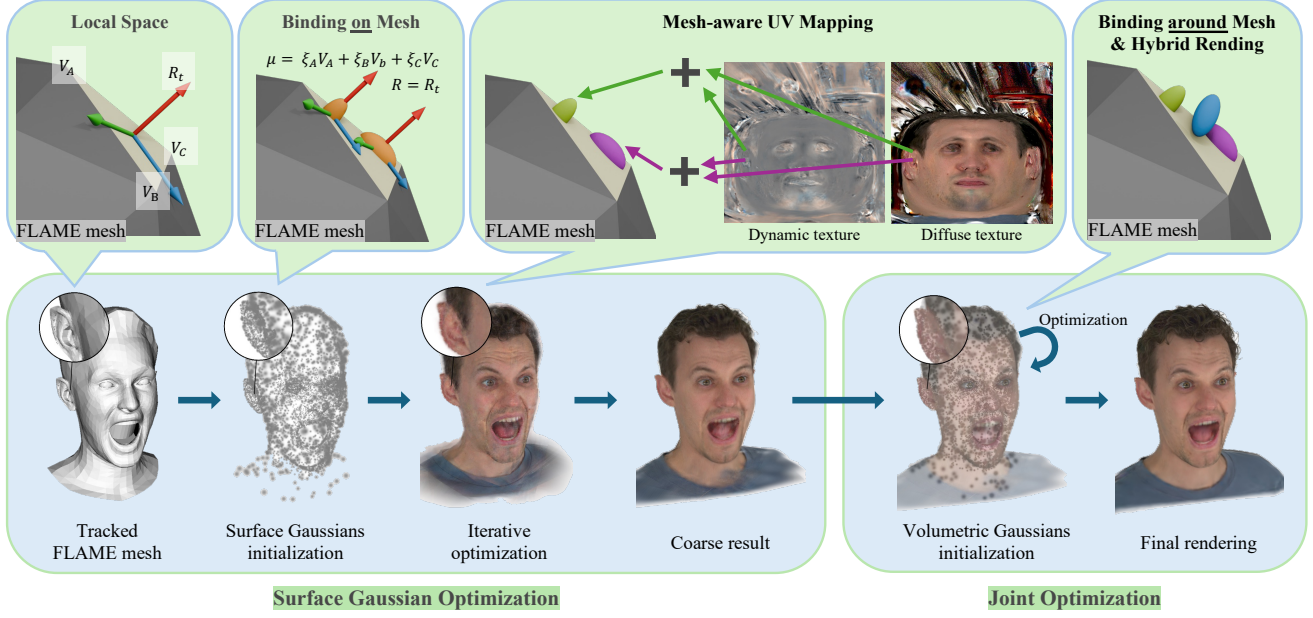 Local Space
V_A
R_t
V_C
V_B
FLAME mesh
Binding on Mesh
μ = ξ_A V_A + ξ_B V_b + ξ_C V_C
R = R_t
FLAME mesh
Mesh-aware UV Mapping
+
+
FLAME mesh
Dynamic texture
Diffuse texture
Binding around Mesh
& Hybrid Rending
FLAME mesh
Tracked
FLAME mesh
Surface Gaussians
initialization
Iterative
optimization
Coarse result
Optimization
Volumetric Gaussians
initialization
Final rendering
Surface Gaussian Optimization
Joint Optimization